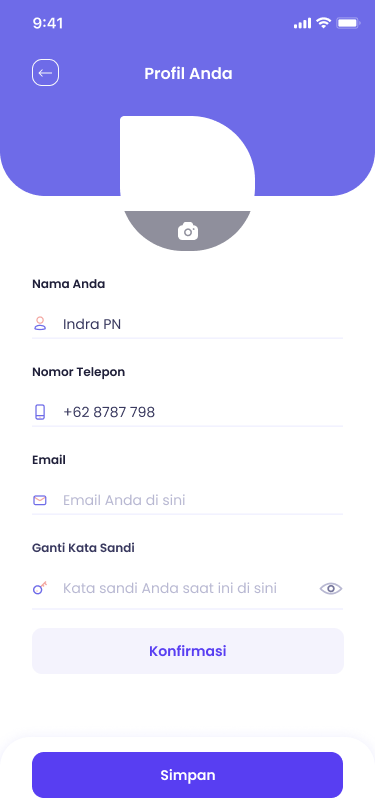 9:41
Profil Anda
Nama Anda
Indra PN
Nomor Telepon
+62 8787 798
Email
Email Anda di sini
Ganti Kata Sandi
Kata sandi Anda saat ini di sini
Konfirmasi
Simpan